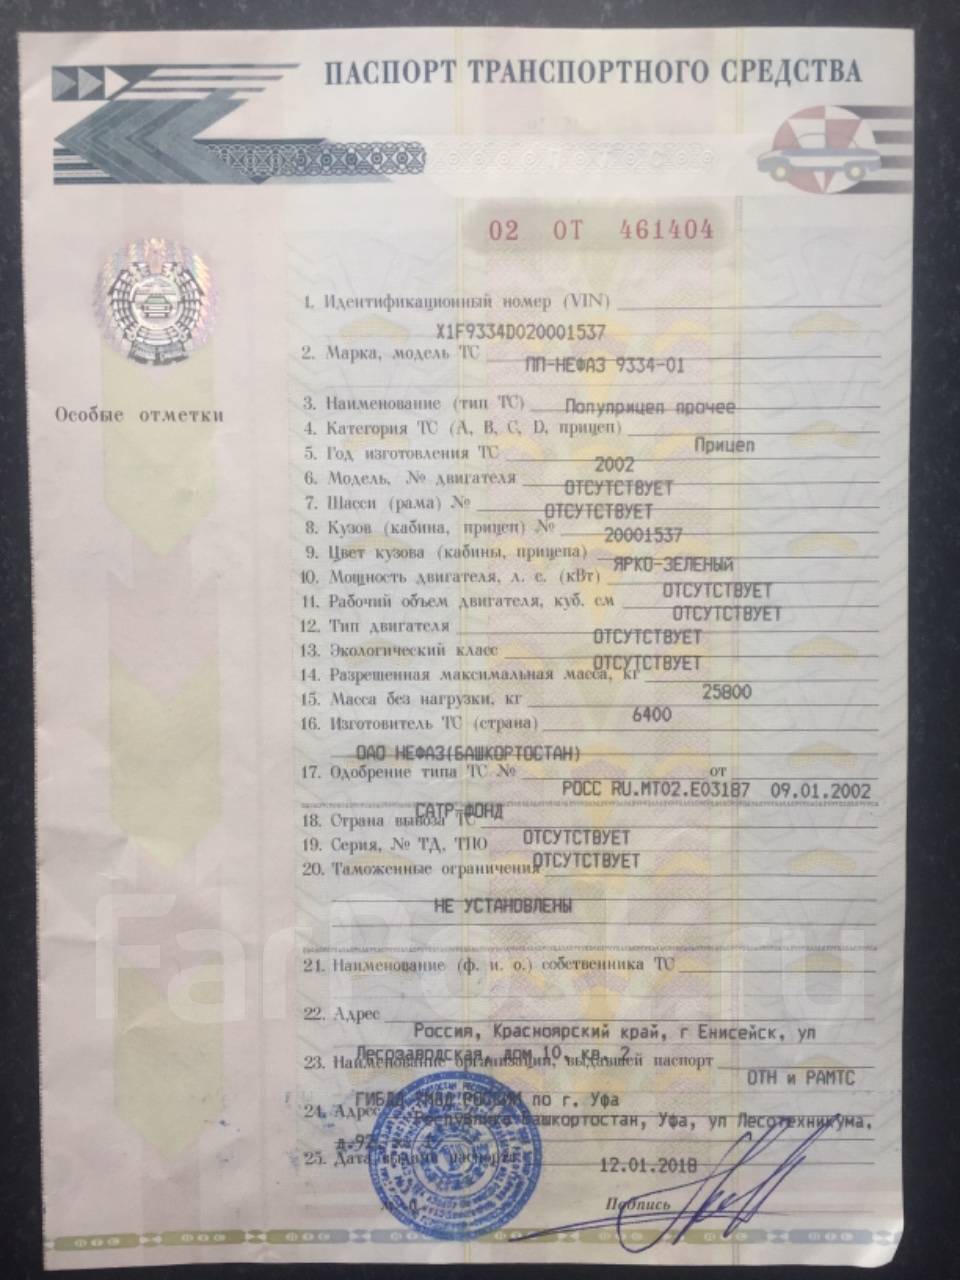 ПАСПОРТ ТРАНСПОРТНОГО СРЕДСТВА
02 ОТ 461404
Особые отметки
1. Идентификационный номер (VIN)
X1F9334D020001537
2. Марка, модель ТС
ПП-НЕФАЗ 9334-01
3. Наименование (тип ТС) Полуприцеп прочее
4. Категория ТС (A, B, C, D, прицеп)
Прицеп
5. Год изготовления ТС
2002
6. Модель, № двигателя
ОТСУТСТВУЕТ
7. Шасси (рама) №
ОТСУТСТВУЕТ
8. Кузов (кабина, прицеп) №
20001537
9. Цвет кузова (кабины, прицепа)
ЯРКО-ЗЕЛЕНЫЙ
10. Мощность двигателя, л. с. (кВт)
ОТСУТСТВУЕТ
11. Рабочий объем двигателя, куб. см
ОТСУТСТВУЕТ
12. Тип двигателя
ОТСУТСТВУЕТ
13. Экологический класс
ОТСУТСТВУЕТ
14. Разрешенная максимальная масса, кг
25800
15. Масса без нагрузки, кг
6400
16. Изготовитель ТС (страна)
ОАО НЕФАЗ(БАШКОРТОСТАН)
17. Одобрение типа ТС № от
РОСС RU.МТ02.Е03187 09.01.2002
САТР-ФОНД
18. Страна вывоза ТС
ОТСУТСТВУЕТ
19. Серия, № ТД, ТПО
ОТСУТСТВУЕТ
20. Таможенные ограничения
НЕ УСТАНОВЛЕНЫ
FarPost.ru
21. Наименование (ф. и. о.) собственника ТС
22. Адрес
Россия, Красноярский край, г Енисейск, ул
Лесозаводская, дом 10, кв. 2
23. Наименование организации, выдавшей паспорт
ОТН и РАМТС
ГИБДД УМВД РОССИИ по г. Уфа
24. Адрес
Республика Башкортостан, Уфа, ул Лесотехникума,
25. Дата выдачи паспорта
12.01.2018
Подпись